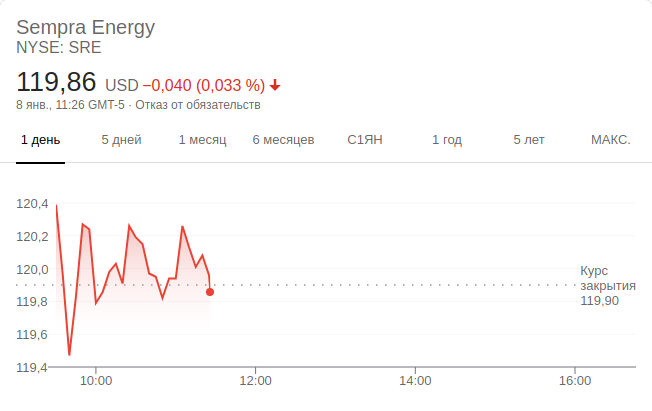 Sempra Energy
NYSE: SRE
119,86 USD −0,040 (0,033 %)
8 янв., 11:26 GMT-5 · Отказ от обязательств
1 день 5 дней 1 месяц 6 месяцев С1ЯН 1 год 5 лет МАКС.
120,4
120,2
120,0
119,8
119,6
119,4
Курс
закрытия
119,90
10:00 12:00 14:00 16:00